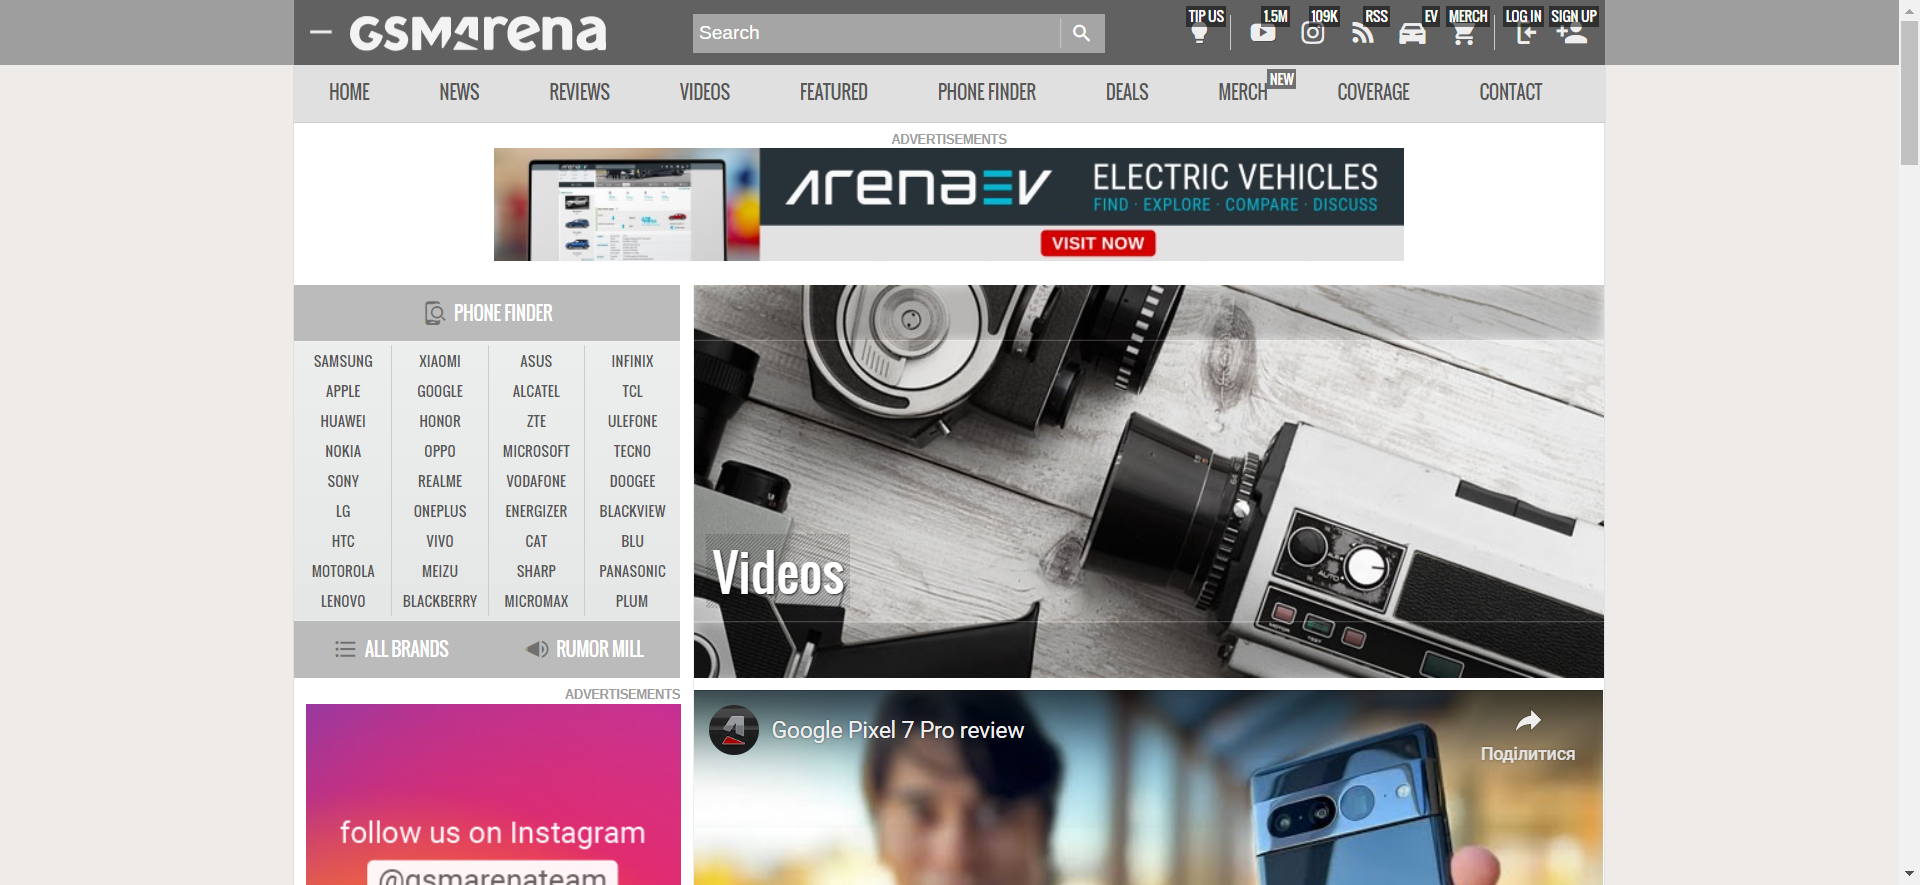 GSMArena
Search
TIP US
1.5M
109K
RSS
EV
MERCH
LOG IN
SIGN UP
HOME
NEWS
REVIEWS
VIDEOS
FEATURED
PHONE FINDER
DEALS
MERCH
NEW
COVERAGE
CONTACT
ADVERTISEMENTS
ArenaEV
ELECTRIC VEHICLES
FIND · EXPLORE · COMPARE · DISCUSS
VISIT NOW
PHONE FINDER
SAMSUNG XIAOMI ASUS INFINIX
APPLE GOOGLE ALCATEL TCL
HUAWEI HONOR ZTE ULEFONE
NOKIA OPPO MICROSOFT TECNO
SONY REALME VODAFONE DOOGEE
LG ONEPLUS ENERGIZER BLACKVIEW
HTC VIVO CAT BLU
MOTOROLA MEIZU SHARP PANASONIC
LENOVO BLACKBERRY MICROMAX PLUM
ALL BRANDS
RUMOR MILL
Videos
AUTO
MOTOR
TEST
ADVERTISEMENTS
follow us on Instagram
@gsmarenateam
Google Pixel 7 Pro review
Поділитися